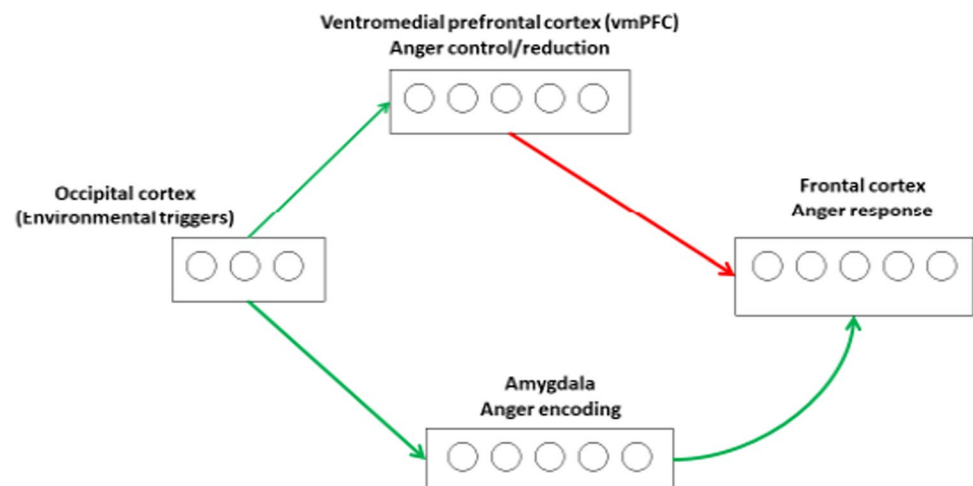 Ventromedial prefrontal cortex (vmPFC)
Anger control/reduction
Occipital cortex
(Environmental triggers)
Frontal cortex
Anger response
Amygdala
Anger encoding